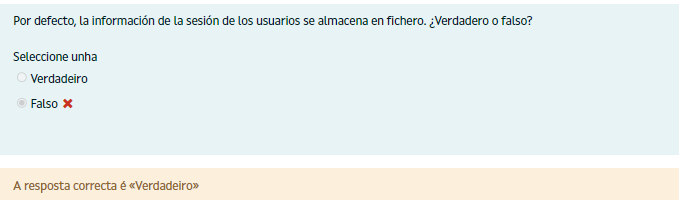 Por defecto, la información de la sesión de los usuarios se almacena en fichero. ¿Verdadero o falso?
Seleccione unha
Verdadeiro
Falso
A resposta correcta é «Verdadeiro»